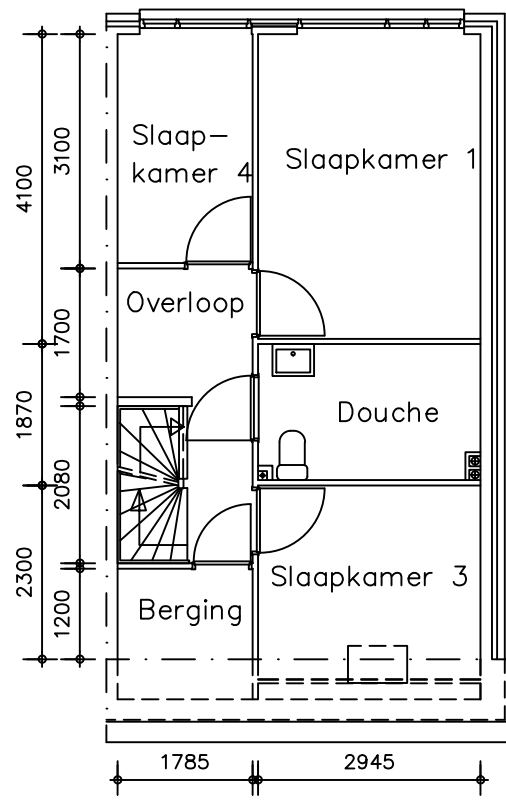 Slaap-
kamer 4
Slaapkamer 1
Overloop
Douche
Slaapkamer 3
Berging
4100
3100
1700
1870
2080
2300
1200
1785
2945